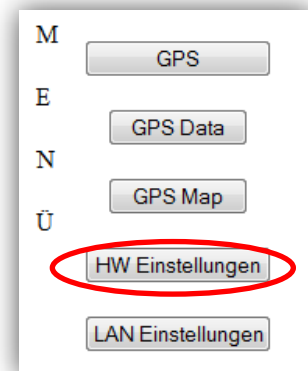 M
GPS
E
GPS Data
N
GPS Map
Ü
HW Einstellungen
LAN Einstellungen